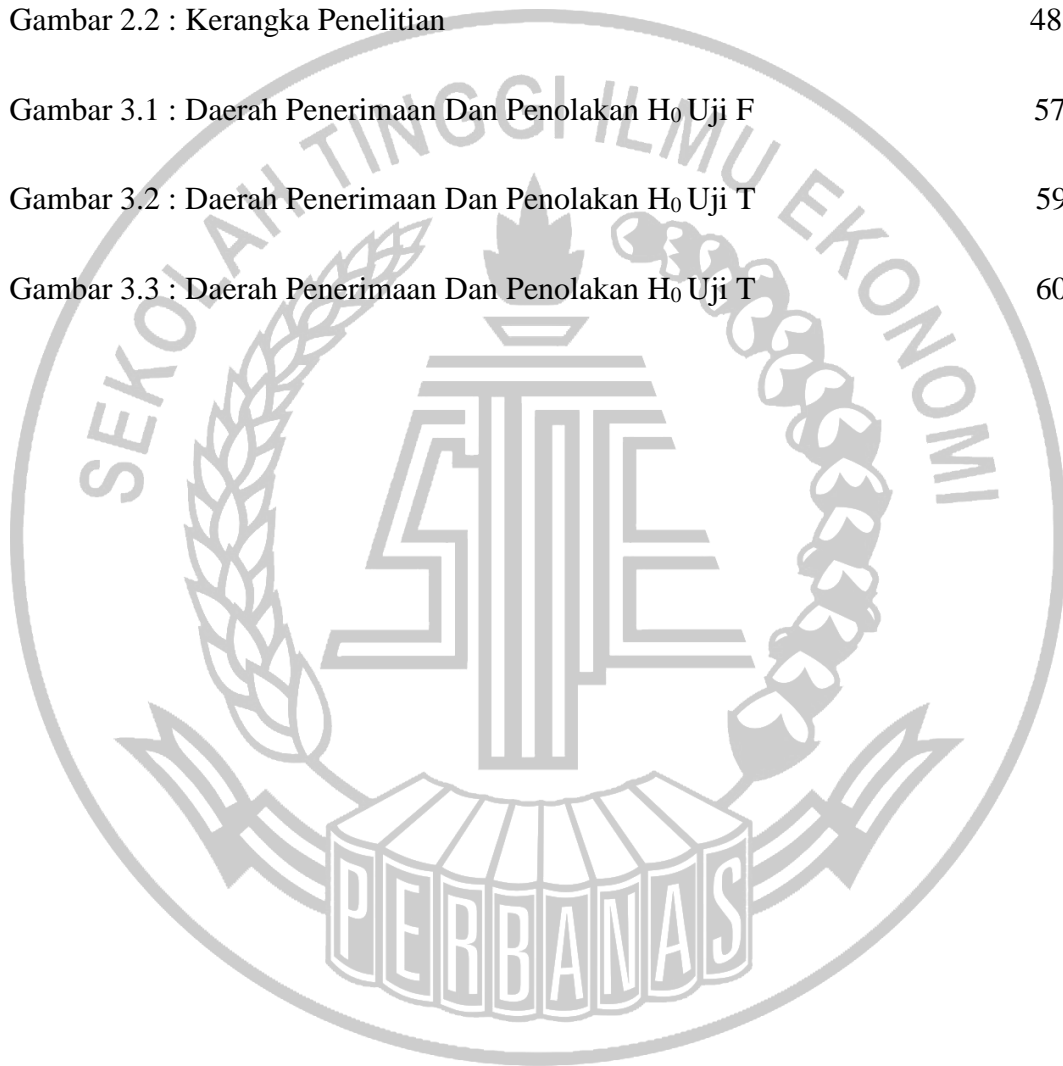 Gambar 2.2 : Kerangka Penelitian 48
Gambar 3.1 : Daerah Penerimaan Dan Penolakan H₀ Uji F 57
Gambar 3.2 : Daerah Penerimaan Dan Penolakan H₀ Uji T 59
Gambar 3.3 : Daerah Penerimaan Dan Penolakan H₀ Uji T 60
SEKOLAH TINGGI ILMU EKONOMI
STIE
PERBANAS